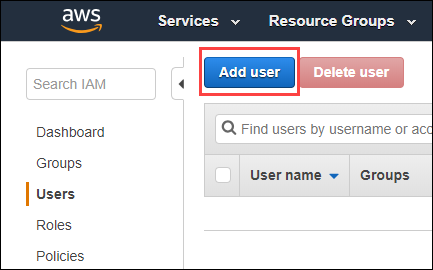 aws Services Resource Groups
Search IAM
Add user Delete user
Dashboard
Groups
Users
Roles
Policies
Find users by username or acc
User name Groups